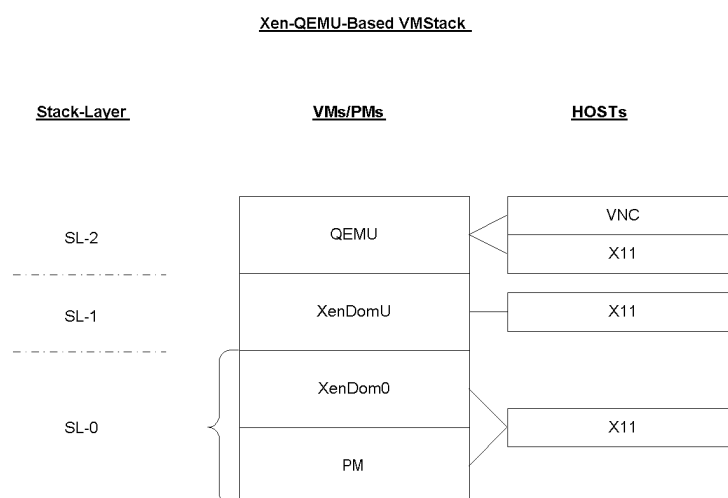 Xen-QEMU-Based VMStack
Stack-Layer VMs/PMs HOSTs
VNC
SL-2 QEMU
X11
SL-1 XenDomU X11
XenDom0
SL-0 X11
PM